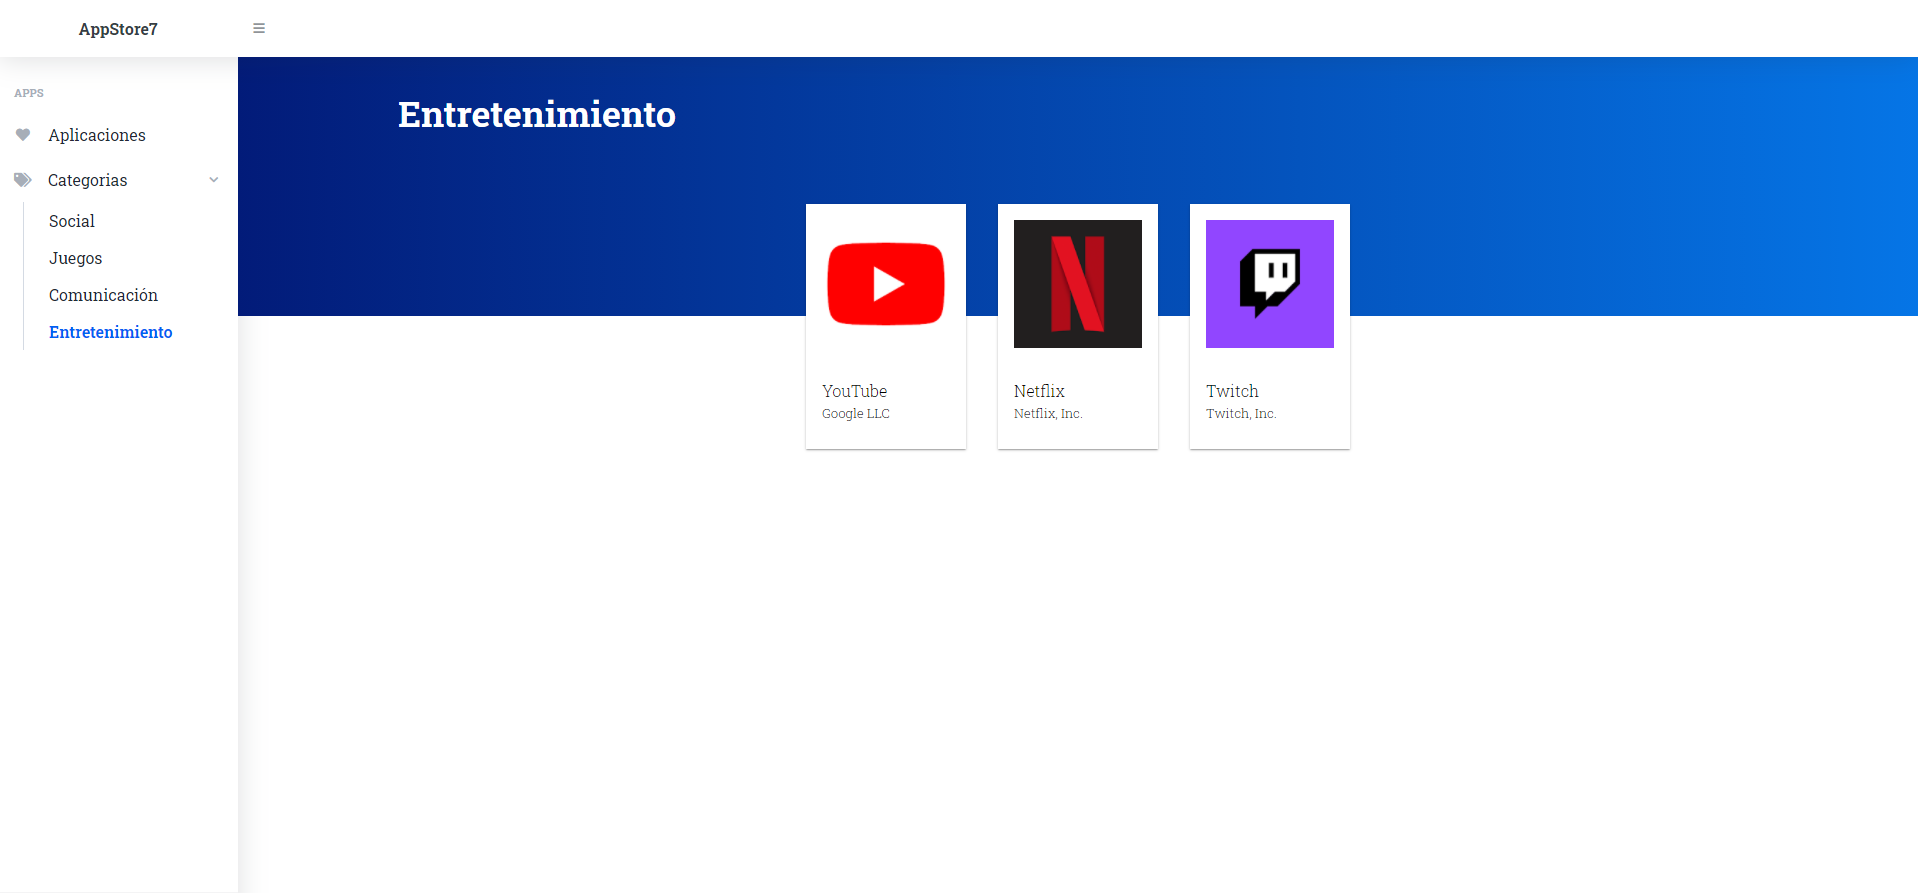 AppStore7
APPS
Aplicaciones
Categorias
Social
Juegos
Comunicación
Entretenimiento
Entretenimiento
YouTube
Google LLC
Netflix
Netflix, Inc.
Twitch
Twitch, Inc.